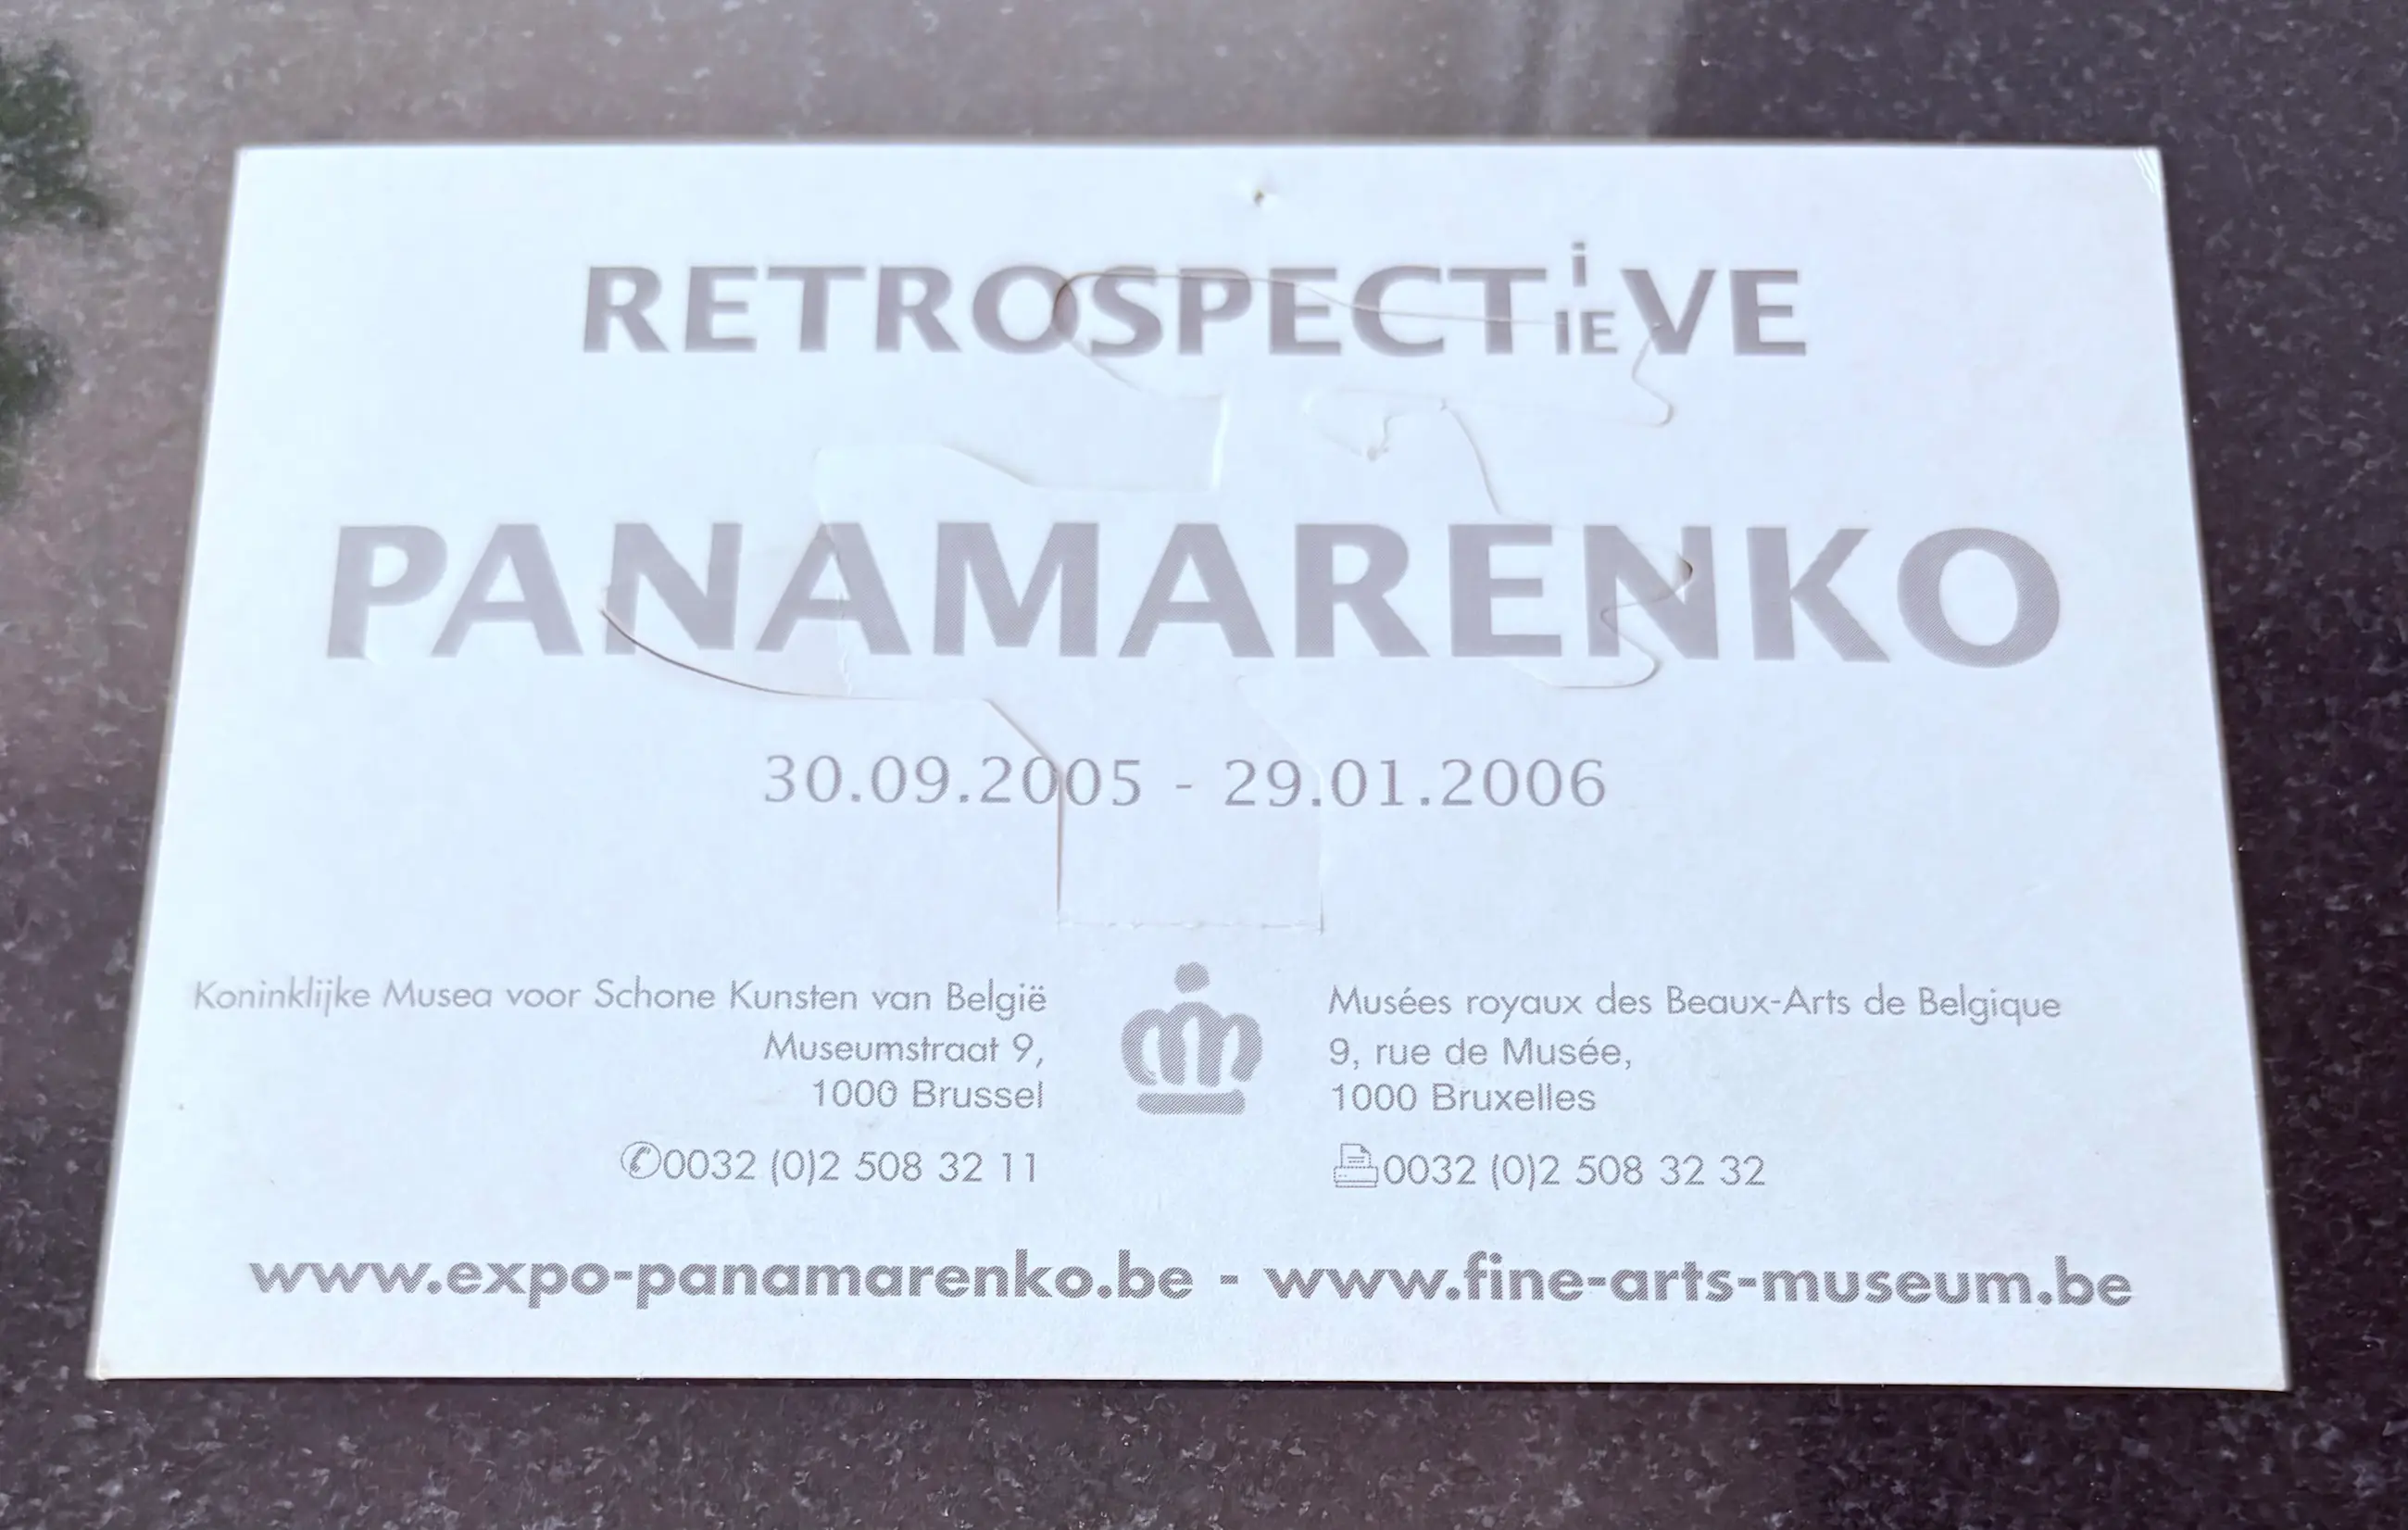 RETROSPECTiiEVE
PANAMARENKO
30.09.2005 - 29.01.2006
Koninklijke Musea voor Schone Kunsten van België
Museumstraat 9,
1000 Brussel
✆0032 (0)2 508 32 11
Musées royaux des Beaux-Arts de Belgique
9, rue de Musée,
1000 Bruxelles
0032 (0)2 508 32 32
www.expo-panamarenko.be - www.fine-arts-museum.be